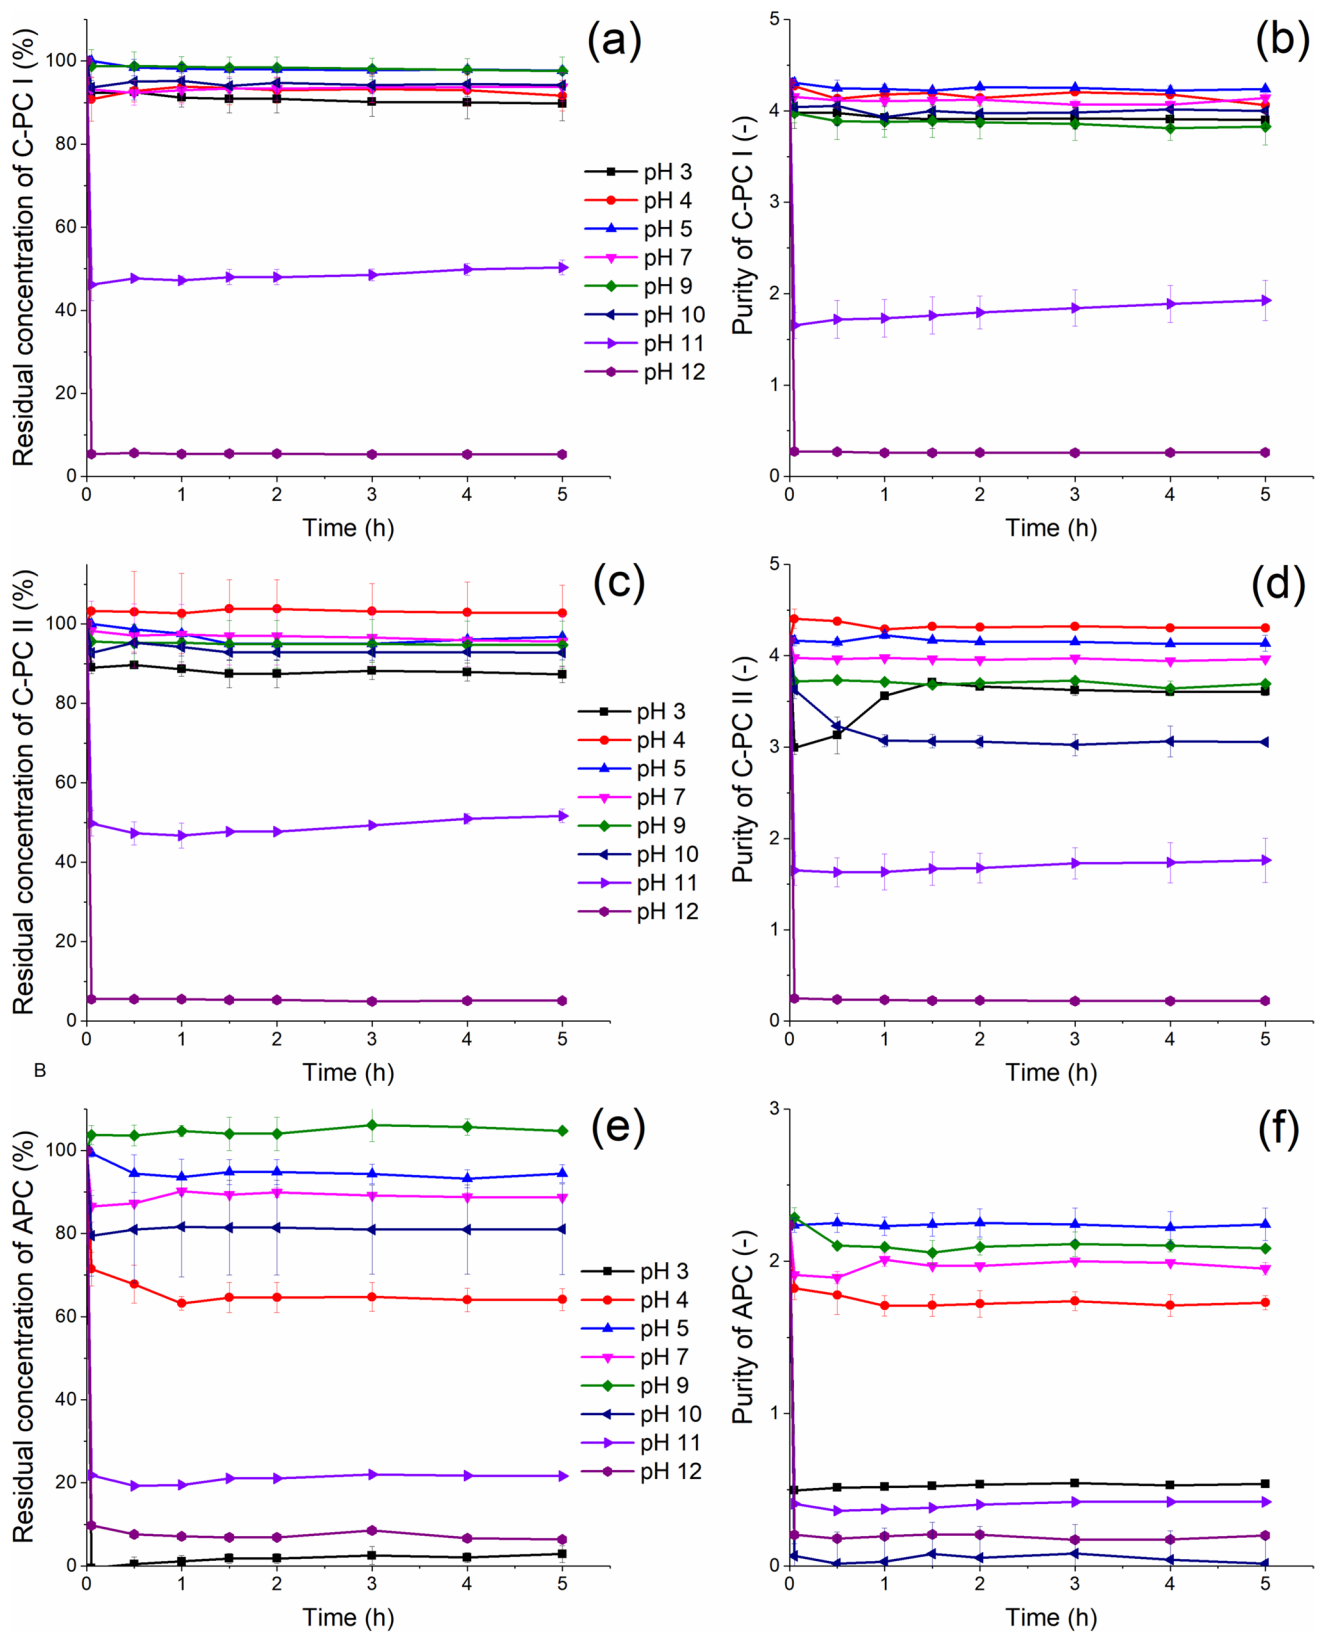 (a)
Residual concentration of C-PC I (%)
100
80
60
40
20
0
0 1 2 3 4 5
Time (h)
pH 3
pH 4
pH 5
pH 7
pH 9
pH 10
pH 11
pH 12
(b)
Purity of C-PC I (-)
5
4
3
2
1
0
0 1 2 3 4 5
Time (h)
(c)
Residual concentration of C-PC II (%)
100
80
60
40
20
0
0 1 2 3 4 5
Time (h)
pH 3
pH 4
pH 5
pH 7
pH 9
pH 10
pH 11
pH 12
(d)
Purity of C-PC II (-)
5
4
3
2
1
0
0 1 2 3 4 5
Time (h)
B
(e)
Residual concentration of APC (%)
100
80
60
40
20
0
0 1 2 3 4 5
Time (h)
pH 3
pH 4
pH 5
pH 7
pH 9
pH 10
pH 11
pH 12
(f)
Purity of APC (-)
3
2
1
0
0 1 2 3 4 5
Time (h)